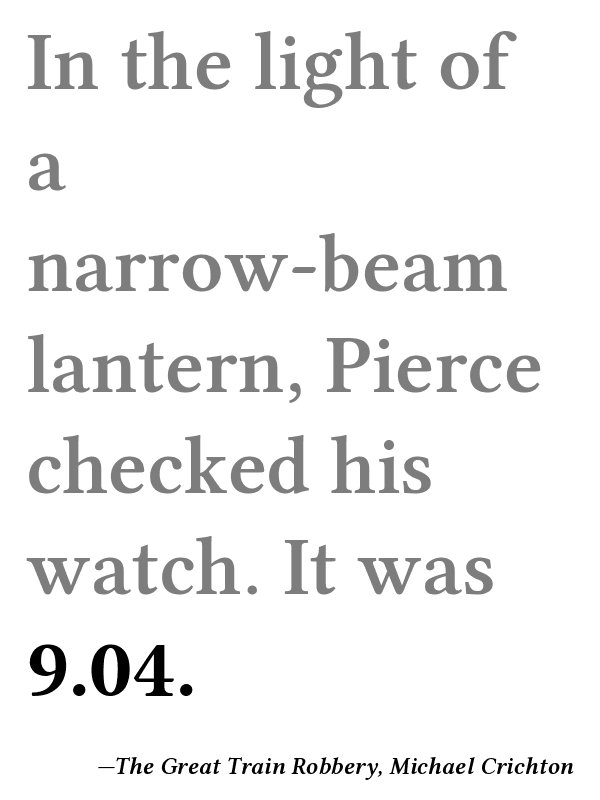 In the light of
a
narrow-beam
lantern, Pierce
checked his
watch. It was
9.04.
—The Great Train Robbery, Michael Crichton